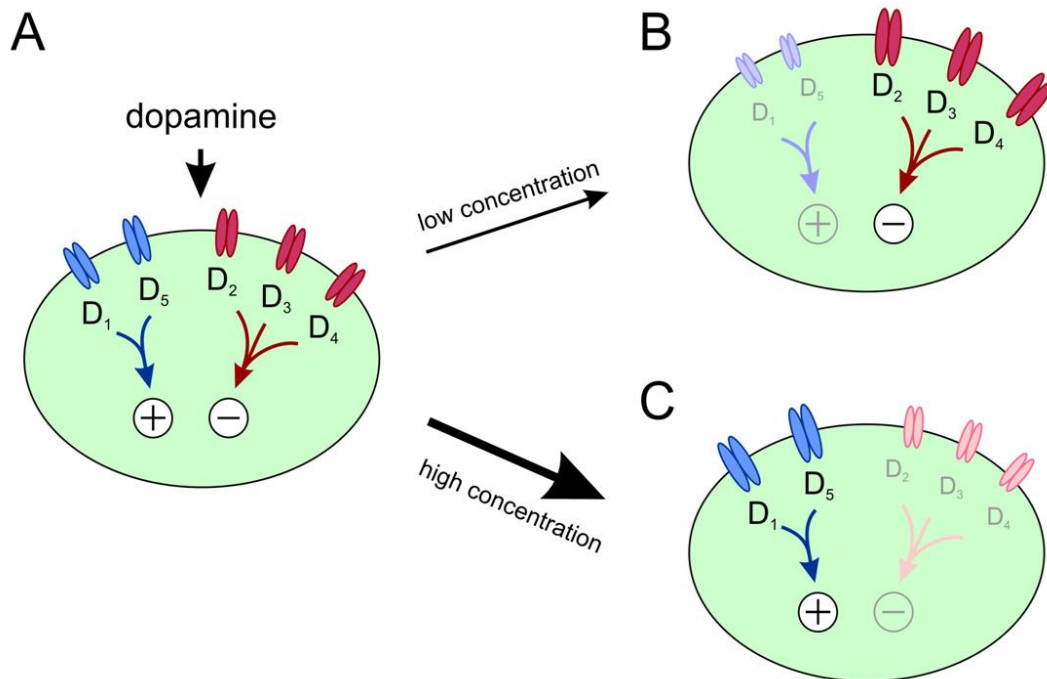 A
dopamine
D₁
D₅
D₂
D₃
D₄
+
−
low concentration
high concentration
B
D₁
D₅
D₂
D₃
D₄
+
−
C
D₁
D₅
D₂
D₃
D₄
+
−